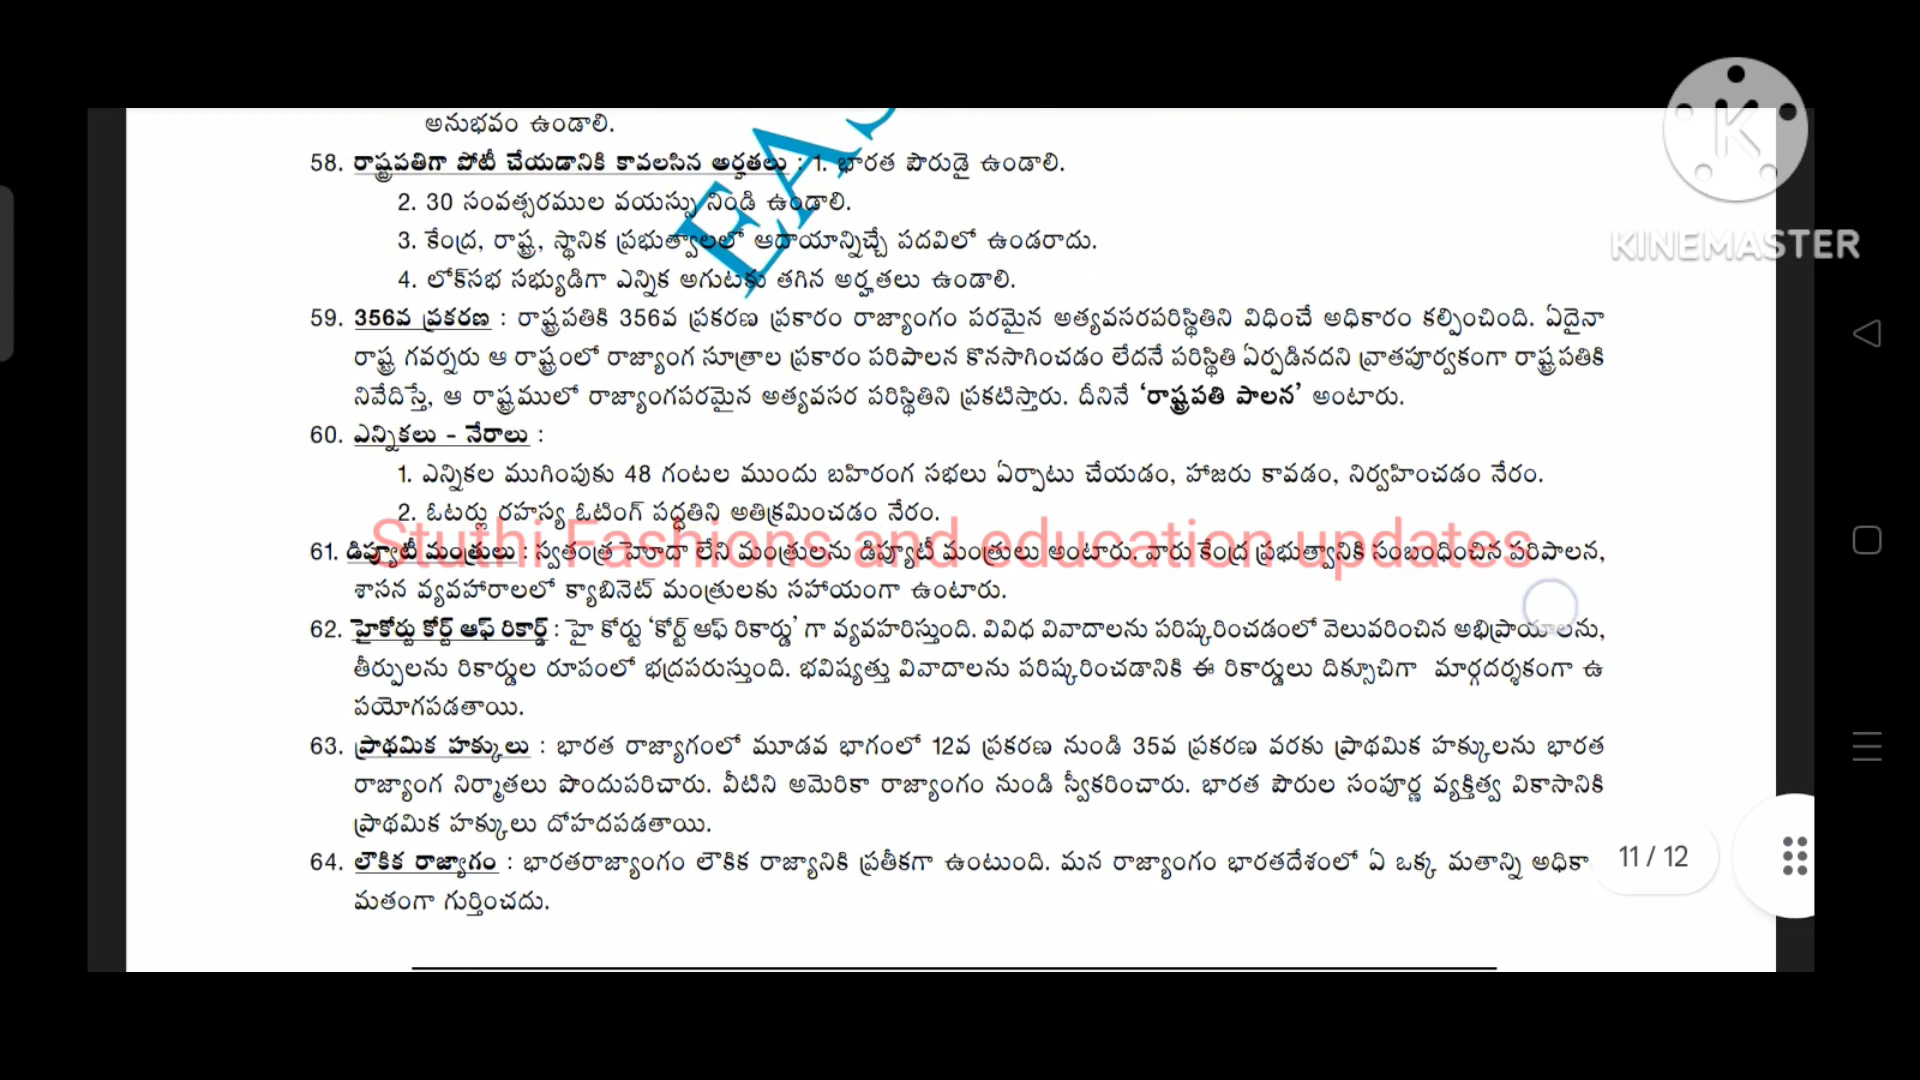 అనుభవం ఉండాలి.
58. రాష్ట్రపతిగా పోటీ చేయడానికి కావలసిన అర్హతలు : 1. భారత పౌరుడై ఉండాలి.
2. 30 సంవత్సరముల వయస్సు నిండి ఉండాలి.
3. కేంద్ర, రాష్ట్ర, స్థానిక ప్రభుత్వాలలో ఆదాయాన్నిచ్చే పదవిలో ఉండరాదు.
4. లోక్‌సభ సభ్యుడిగా ఎన్నిక అగుటకు తగిన అర్హతలు ఉండాలి.
59. 356వ ప్రకరణ : రాష్ట్రపతికి 356వ ప్రకరణ ప్రకారం రాజ్యాంగం పరమైన అత్యవసరపరిస్థితిని విధించే అధికారం కల్పించింది. ఏదైనా
రాష్ట్ర గవర్నరు ఆ రాష్ట్రంలో రాజ్యాంగ సూత్రాల ప్రకారం పరిపాలన కొనసాగించడం లేదనే పరిస్థితి ఏర్పడినదని వ్రాతపూర్వకంగా రాష్ట్రపతికి
నివేదిస్తే, ఆ రాష్ట్రములో రాజ్యాంగపరమైన అత్యవసర పరిస్థితిని ప్రకటిస్తారు. దీనినే ‘రాష్ట్రపతి పాలన’ అంటారు.
60. ఎన్నికలు - నేరాలు :
1. ఎన్నికల ముగింపుకు 48 గంటల ముందు బహిరంగ సభలు ఏర్పాటు చేయడం, హాజరు కావడం, నిర్వహించడం నేరం.
2. ఓటర్లు రహస్య ఓటింగ్ పద్ధతిని అతిక్రమించడం నేరం.
Stuthi Fashions and education updates
61. డిప్యూటీ మంత్రులు : స్వతంత్ర హెూదా లేని మంత్రులను డిప్యూటీ మంత్రులు అంటారు. వారు కేంద్ర ప్రభుత్వానికి సంబంధించిన పరిపాలన,
శాసన వ్యవహారాలలో క్యాబినెట్ మంత్రులకు సహాయంగా ఉంటారు.
62. హైకోర్టు కోర్ట్ ఆఫ్ రికార్డ్ : హై కోర్టు ‘కోర్ట్ ఆఫ్ రికార్డు’ గా వ్యవహరిస్తుంది. వివిధ వివాదాలను పరిష్కరించడంలో వెలువరించిన అభిప్రాయాలను,
తీర్పులను రికార్డుల రూపంలో భద్రపరుస్తుంది. భవిష్యత్తు వివాదాలను పరిష్కరించడానికి ఈ రికార్డులు దిక్సూచిగా మార్గదర్శకంగా ఉ
పయోగపడతాయి.
63. ప్రాథమిక హక్కులు : భారత రాజ్యాగంలో మూడవ భాగంలో 12వ ప్రకరణ నుండి 35వ ప్రకరణ వరకు ప్రాథమిక హక్కులను భారత
రాజ్యాంగ నిర్మాతలు పొందుపరిచారు. వీటిని అమెరికా రాజ్యాంగం నుండి స్వీకరించారు. భారత పౌరుల సంపూర్ణ వ్యక్తిత్వ వికాసానికి
ప్రాథమిక హక్కులు దోహదపడతాయి.
64. లౌకిక రాజ్యాగం : భారతరాజ్యాంగం లౌకిక రాజ్యానికి ప్రతీకగా ఉంటుంది. మన రాజ్యాంగం భారతదేశంలో ఏ ఒక్క మతాన్ని అధికా
మతంగా గుర్తించదు.
11 / 12
K
KINEMASTER